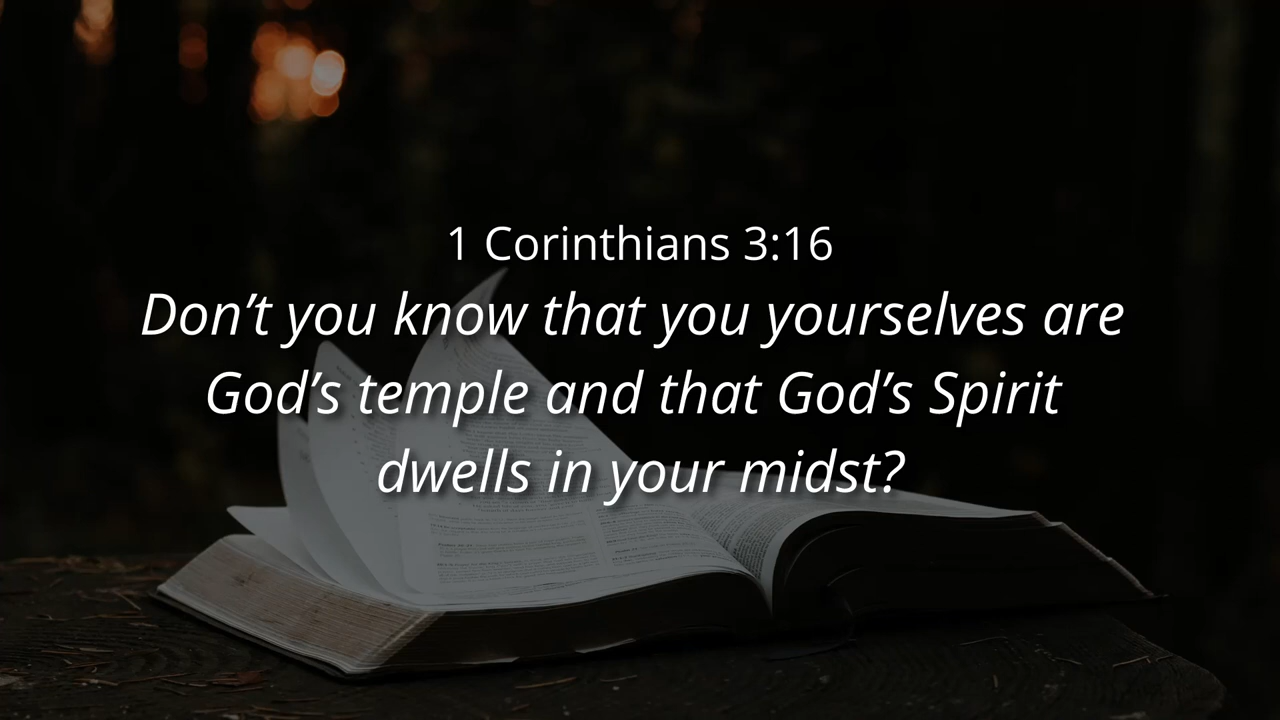 1 Corinthians 3:16
Don’t you know that you yourselves are
God’s temple and that God’s Spirit
dwells in your midst?